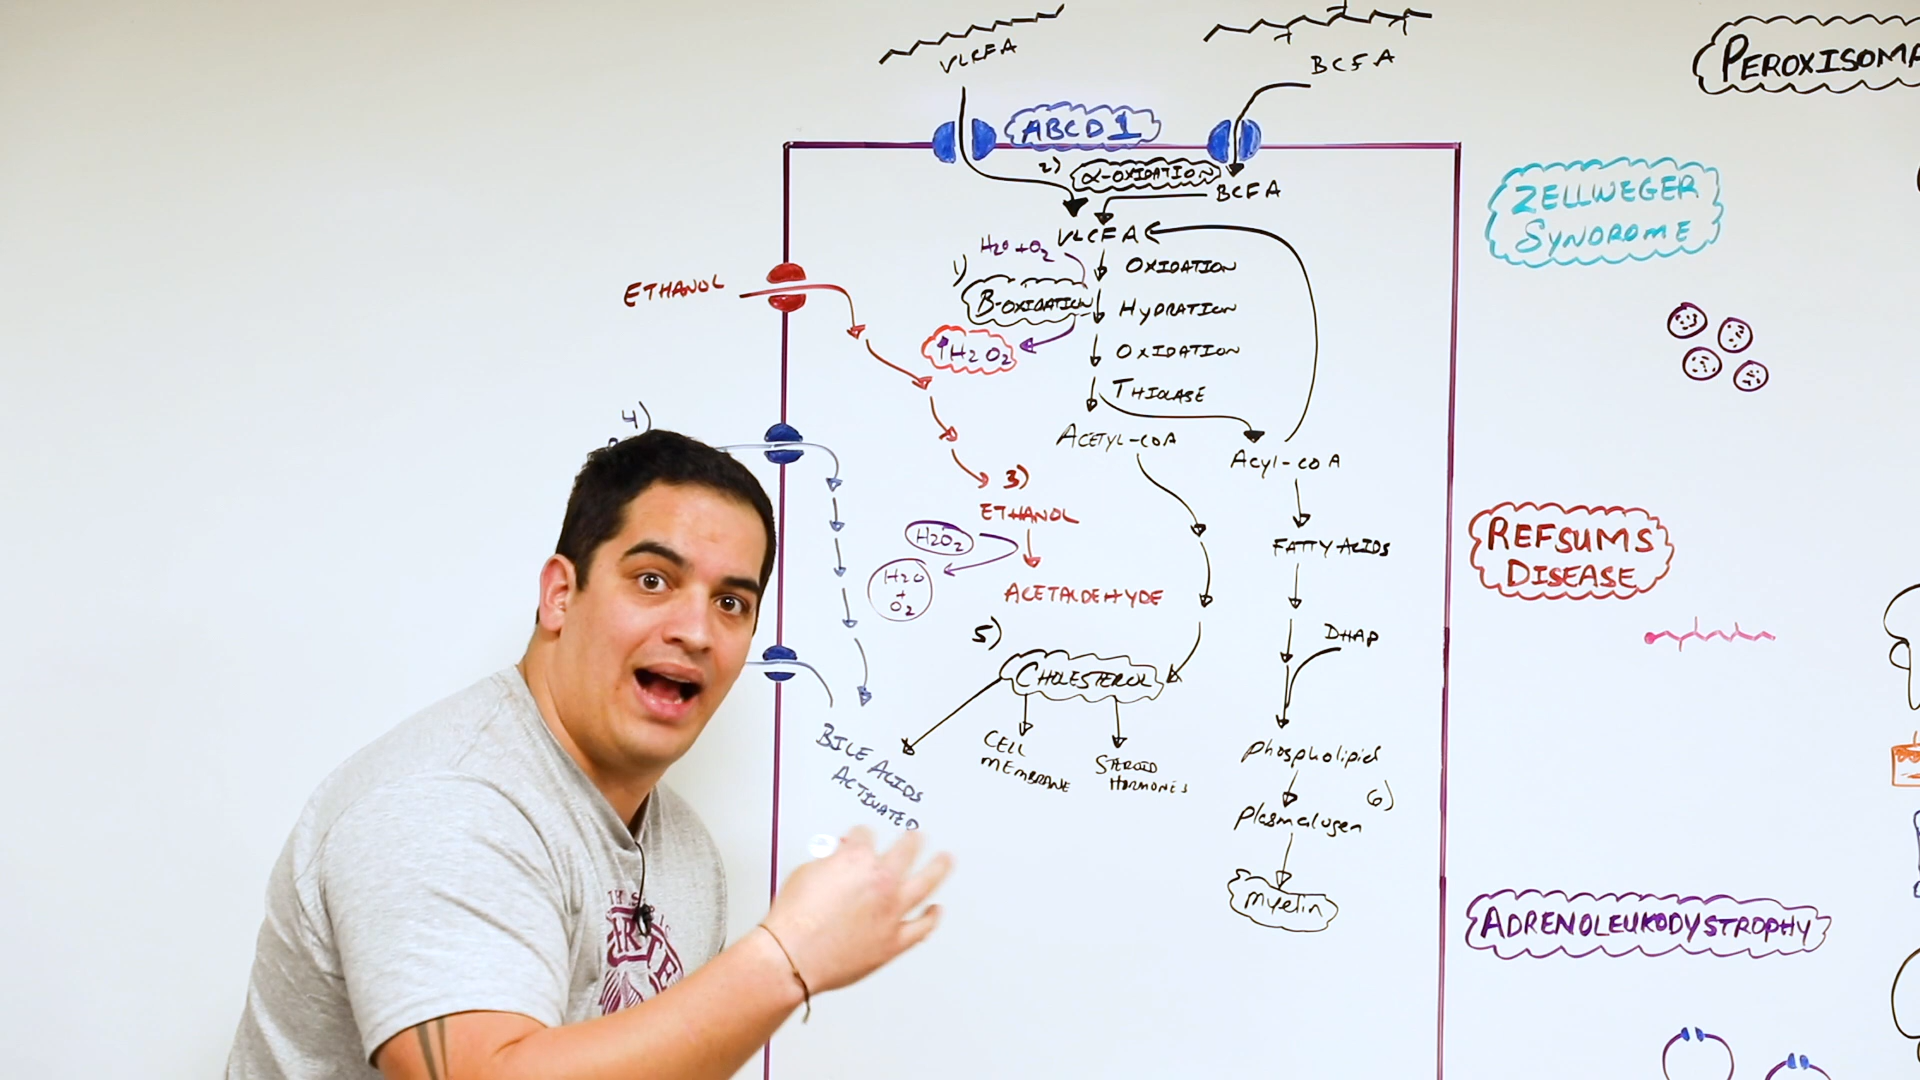 VLCFA
BCFA
PEROXISOMA
ABCD1
2)
α-OXIDATION
BCFA
VLCFA
H2O+O2
1)
OXIDATION
B-OXIDATION
HYDRATION
↑H2O2
OXIDATION
THIOLASE
ACETYL-COA
Acyl-coA
ETHANOL
4)
3)
ETHANOL
H2O2
H2O
+
O2
ACETALDEHYDE
FATTY ACIDS
DHAP
5)
CHOLESTEROL
BILE ACIDS
ACTIVATED
CELL
MEMBRANE
STEROID
HORMONES
Phospholipid
6)
Plasmalogen
Myelin
ZELLWEGER
SYNDROME
REFSUMS
DISEASE
ADRENOLEUKODYSTROPHY